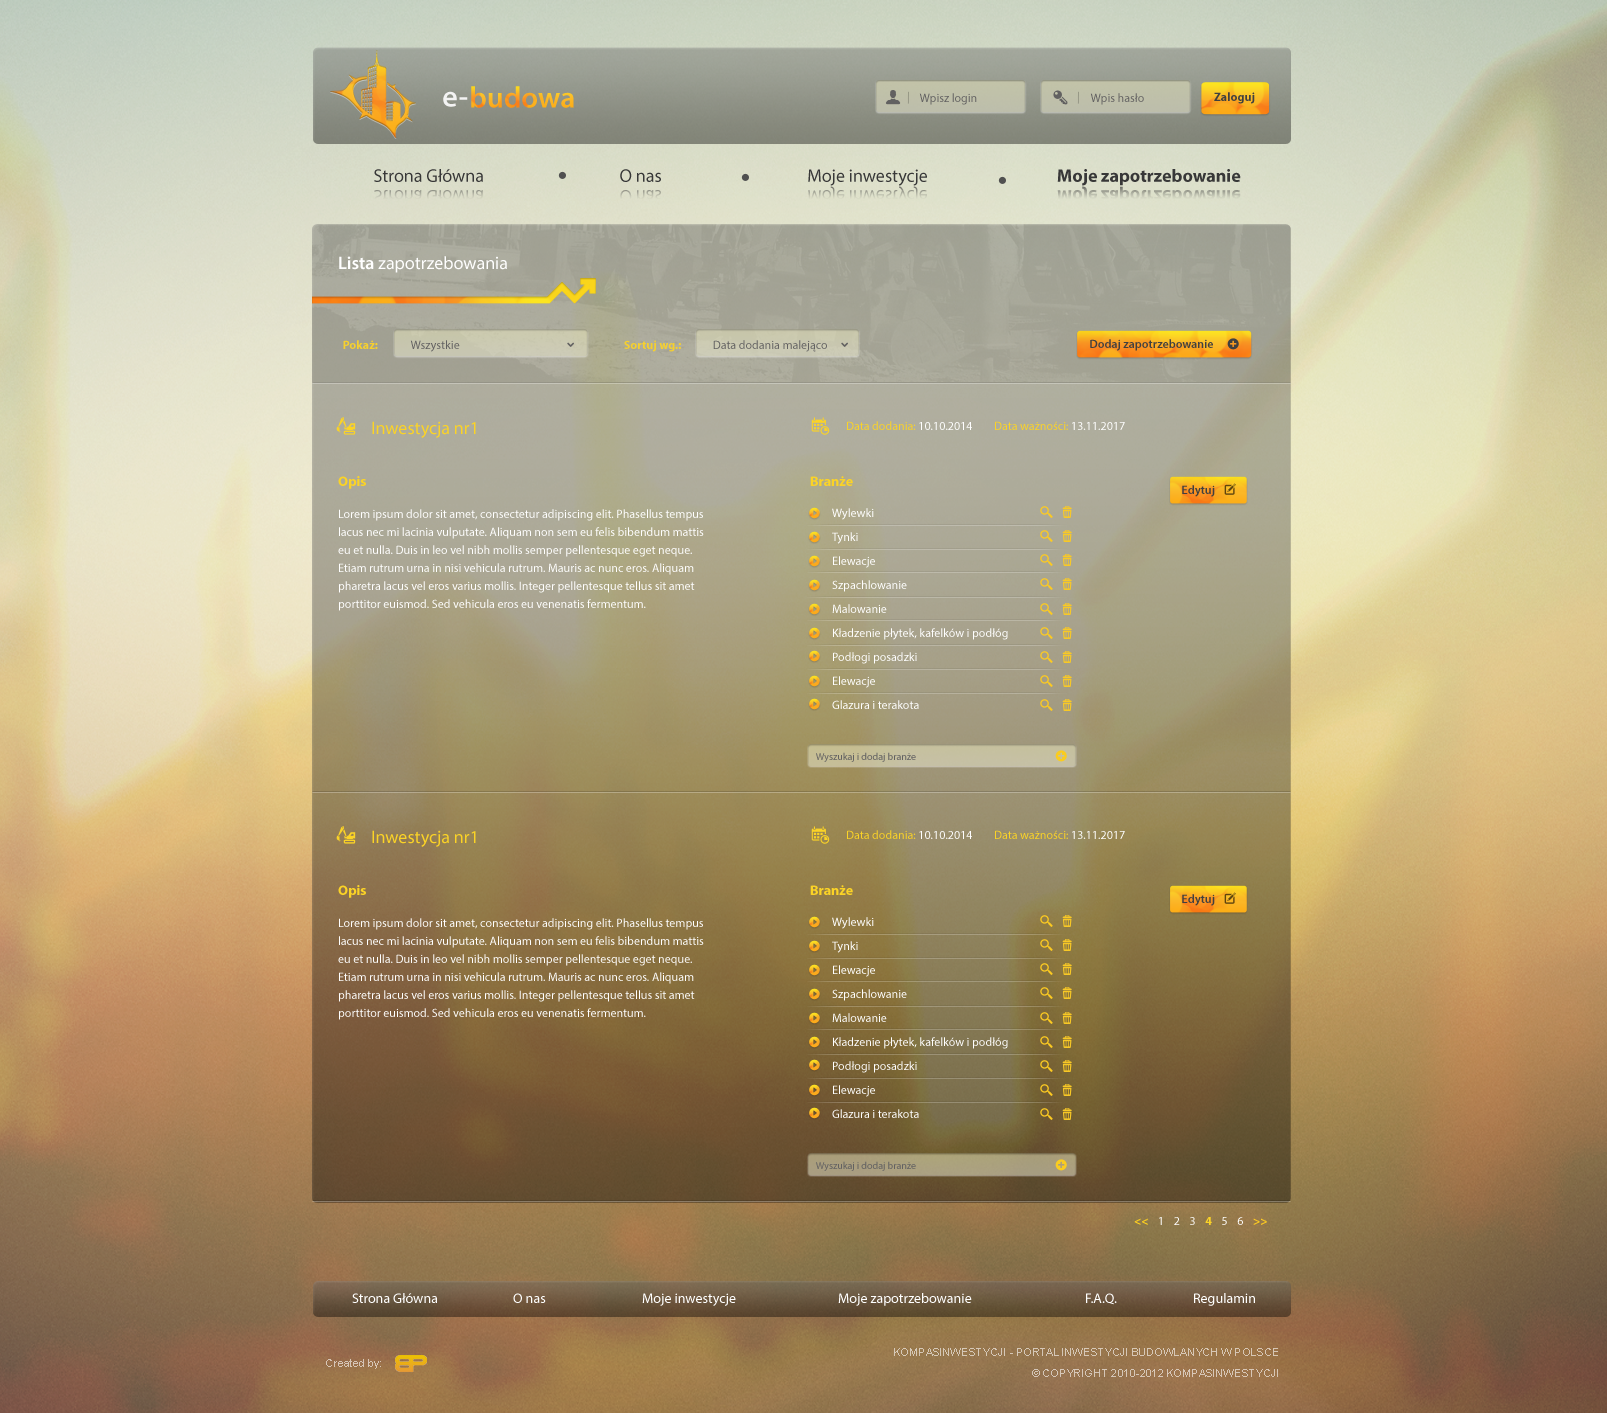 e-budowa
Wpisz login
Wpis hasło
Zaloguj
Strona Główna
O nas
Moje inwestycje
Moje zapotrzebowanie
Lista zapotrzebowania
Pokaż:
Wszystkie
Sortuj wg.:
Data dodania malejąco
Dodaj zapotrzebowanie
Inwestycja nr1
Data dodania: 10.10.2014
Data ważności: 13.11.2017
Opis
Lorem ipsum dolor sit amet, consectetur adipiscing elit. Phasellus tempus
lacus nec mi lacinia vulputate. Aliquam non sem eu felis bibendum mattis
eu et nulla. Duis in leo vel nibh mollis semper pellentesque eget neque.
Etiam rutrum urna in nisi vehicula rutrum. Mauris ac nunc eros. Aliquam
pharetra lacus vel eros varius mollis. Integer pellentesque tellus sit amet
porttitor euismod. Sed vehicula eros eu venenatis fermentum.
Branże
Edytuj
Wylewki
Tynki
Elewacje
Szpachlowanie
Malowanie
Kładzenie płytek, kafelków i podłóg
Podłogi posadzki
Elewacje
Glazura i terakota
Wyszukaj i dodaj branże
Inwestycja nr1
Data dodania: 10.10.2014
Data ważności: 13.11.2017
Opis
Lorem ipsum dolor sit amet, consectetur adipiscing elit. Phasellus tempus
lacus nec mi lacinia vulputate. Aliquam non sem eu felis bibendum mattis
eu et nulla. Duis in leo vel nibh mollis semper pellentesque eget neque.
Etiam rutrum urna in nisi vehicula rutrum. Mauris ac nunc eros. Aliquam
pharetra lacus vel eros varius mollis. Integer pellentesque tellus sit amet
porttitor euismod. Sed vehicula eros eu venenatis fermentum.
Branże
Edytuj
Wylewki
Tynki
Elewacje
Szpachlowanie
Malowanie
Kładzenie płytek, kafelków i podłóg
Podłogi posadzki
Elewacje
Glazura i terakota
Wyszukaj i dodaj branże
<< 1 2 3 4 5 6 >>
Strona Główna
O nas
Moje inwestycje
Moje zapotrzebowanie
F.A.Q.
Regulamin
Created by:
KOMPASINWESTYCJI - PORTAL INWESTYCJI BUDOWLANYCH W POLSCE
© COPYRIGHT 2010-2012 KOMPASINWESTYCJI